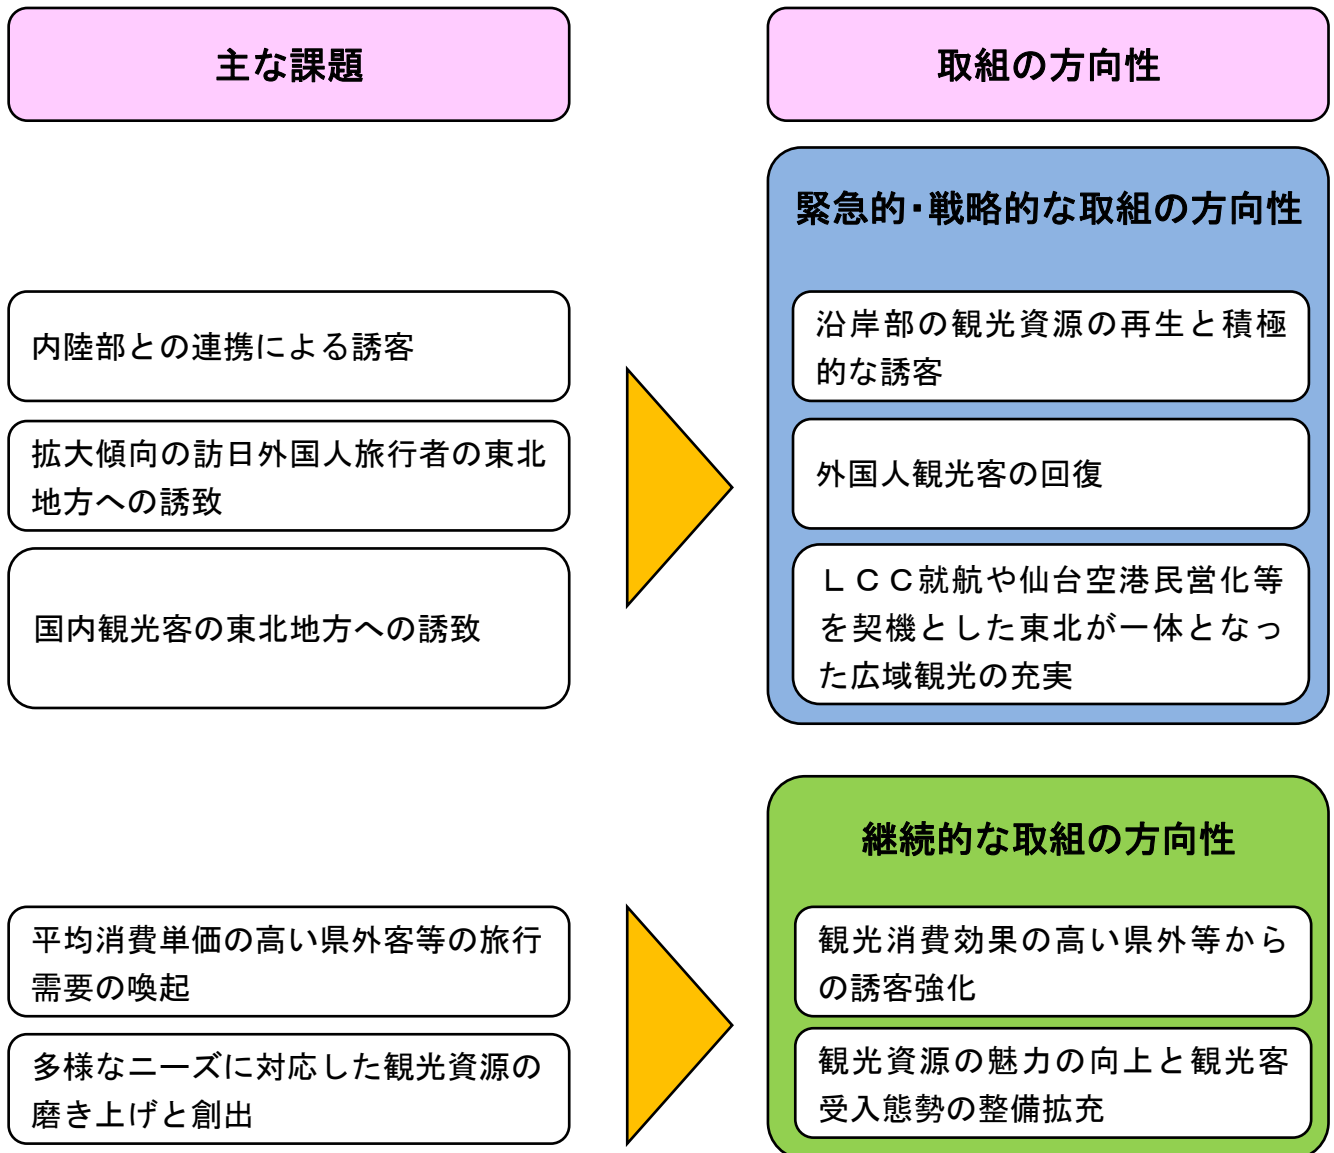 主な課題
取組の方向性
緊急的・戦略的な取組の方向性
内陸部との連携による誘客
拡大傾向の訪日外国人旅行者の東北
地方への誘致
国内観光客の東北地方への誘致
沿岸部の観光資源の再生と積極
的な誘客
外国人観光客の回復
ＬＣＣ就航や仙台空港民営化等
を契機とした東北が一体となっ
た広域観光の充実
継続的な取組の方向性
平均消費単価の高い県外客等の旅行
需要の喚起
多様なニーズに対応した観光資源の
磨き上げと創出
観光消費効果の高い県外等から
の誘客強化
観光資源の魅力の向上と観光客
受入態勢の整備拡充